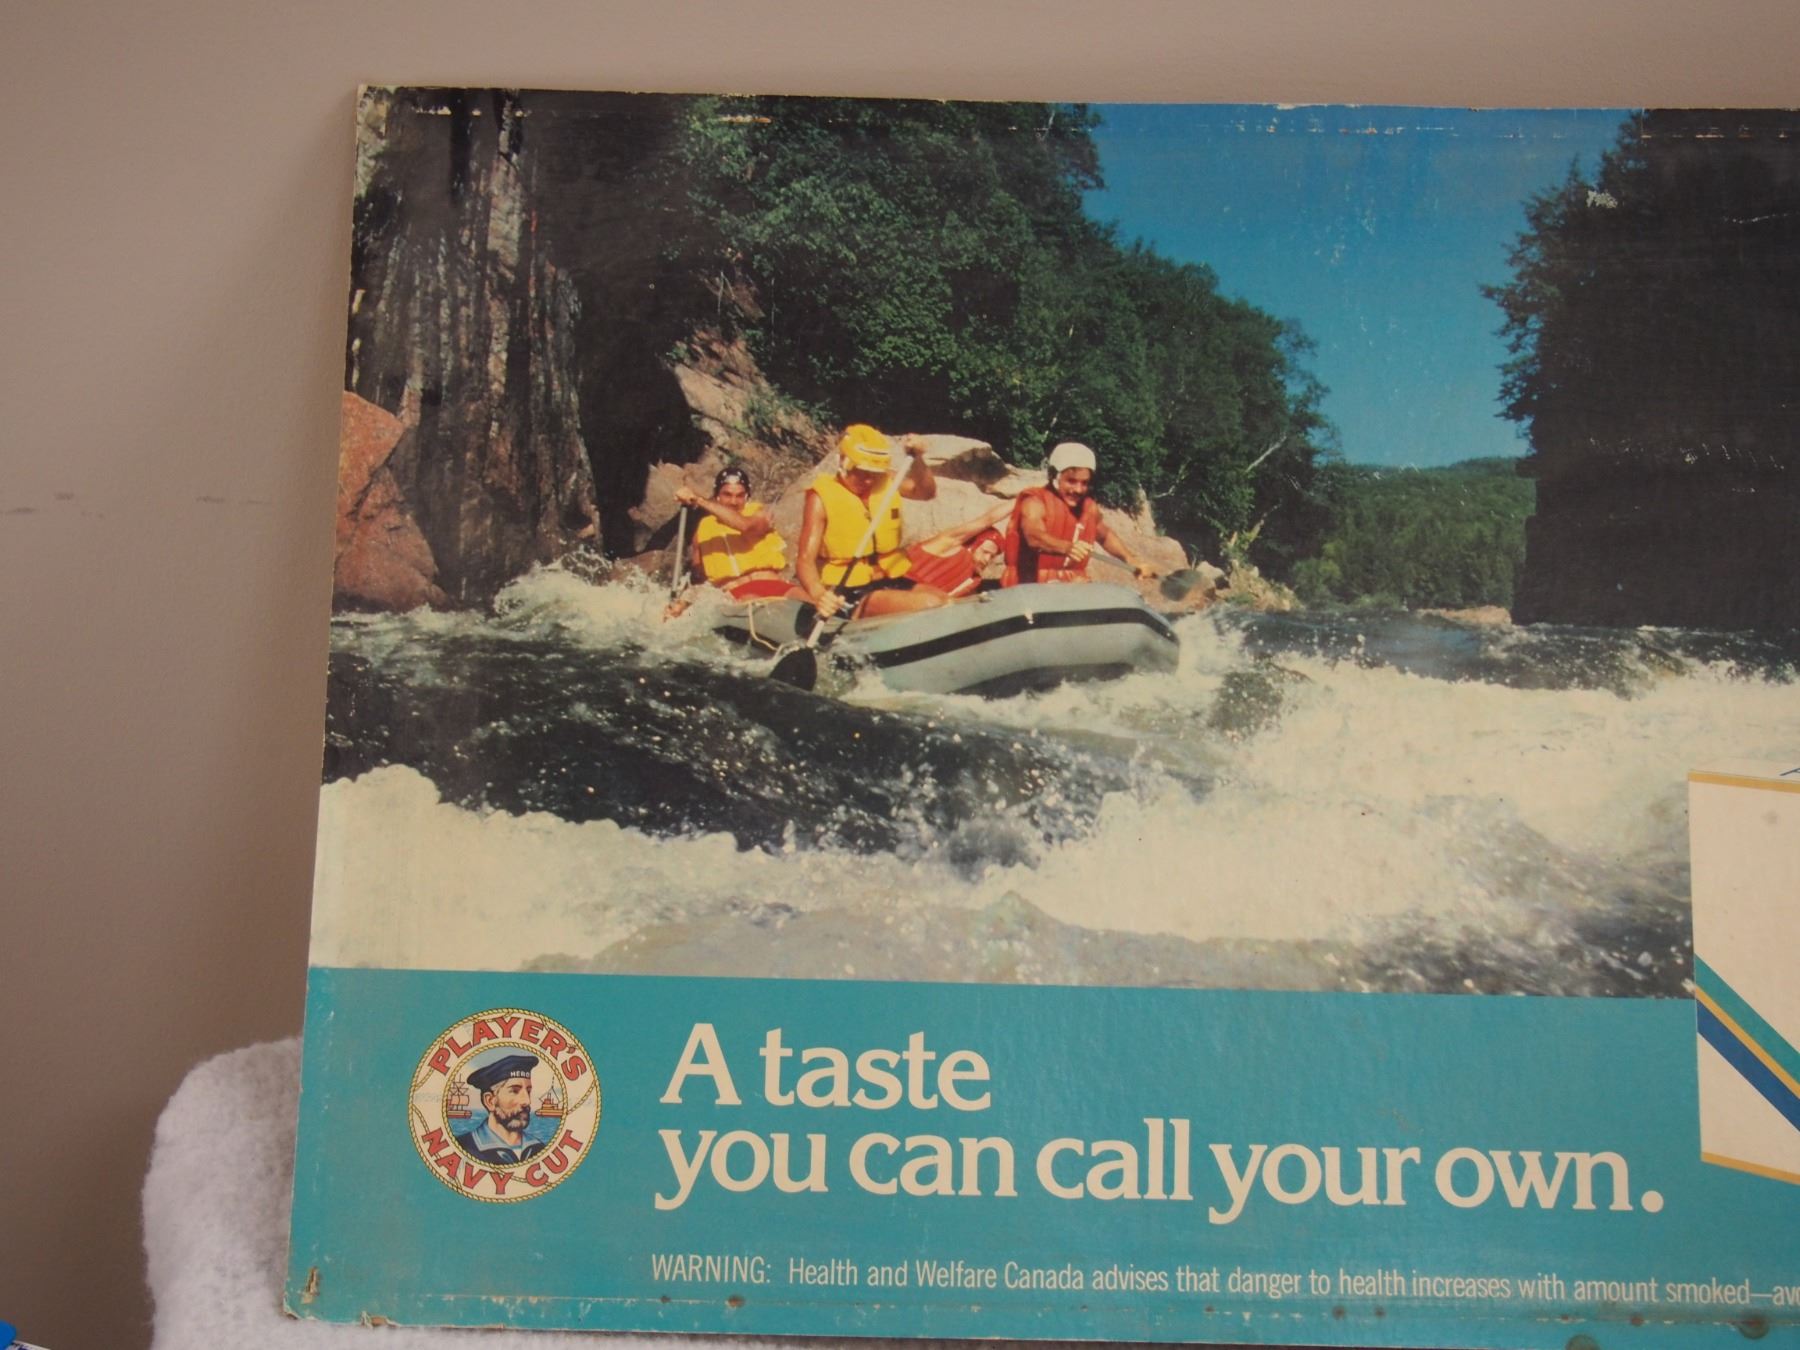 PLAYER'S
HERO
NAVY CUT
A taste
you can call your own.
WARNING: Health and Welfare Canada advises that danger to health increases with amount smoked—avo